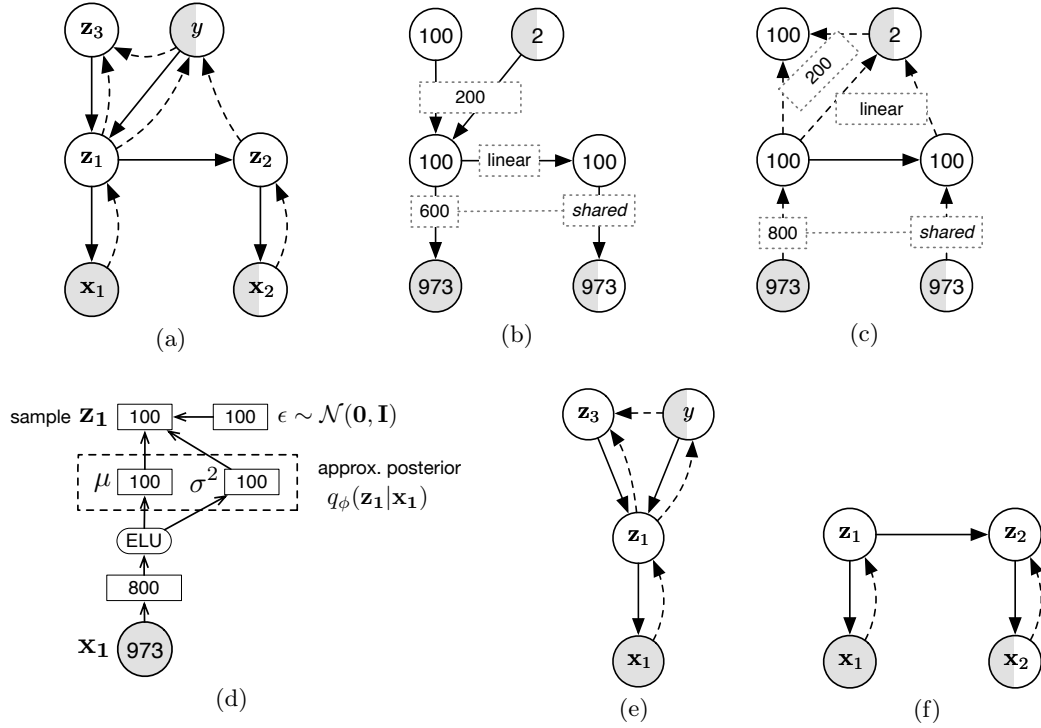 z₃ y
z₁ z₂
x₁ x₂
(a)
100 2
200
100 linear 100
600 shared
973 973
(b)
100 2
200
linear
100 100
800 shared
973 973
(c)
sample z₁ 100 100 ϵ ∼ 𝒩(0, I)
μ 100 σ² 100 approx. posterior
qϕ(z₁|x₁)
ELU
800
x₁ 973
(d)
z₃ y
z₁
x₁
(e)
z₁ z₂
x₁ x₂
(f)